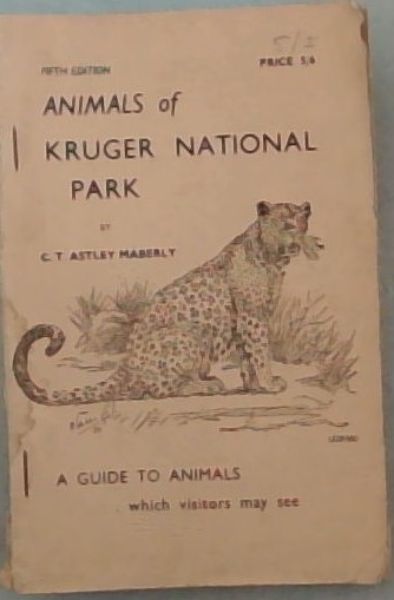 5/
FIFTH EDITION
PRICE 5/6
ANIMALS of
KRUGER NATIONAL
PARK
BY
C. T. ASTLEY MABERLY
LEOPARD
A GUIDE TO ANIMALS
which visitors may see